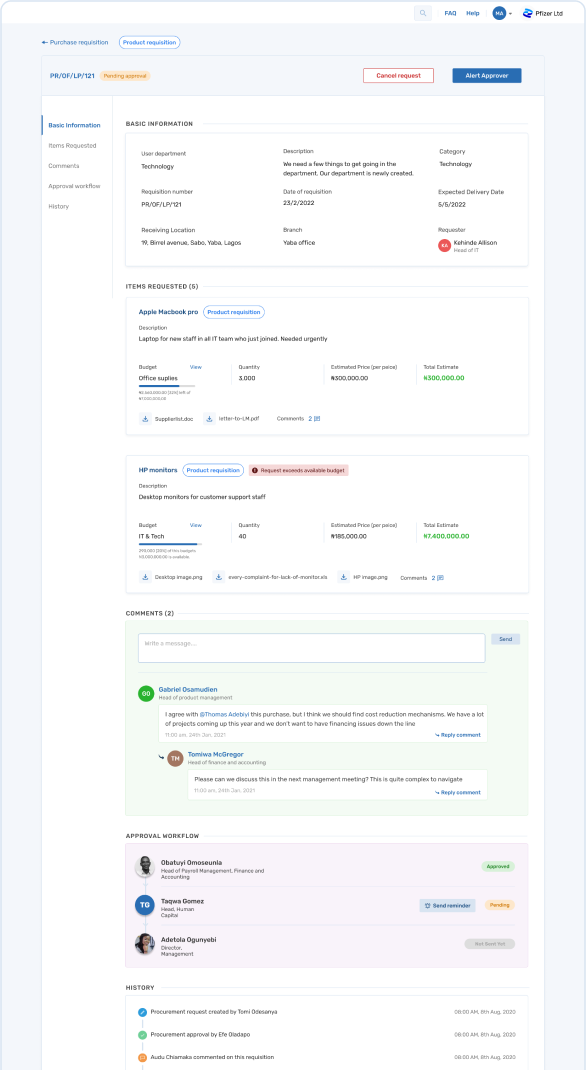 FAQ Help MA Pfizer Ltd
← Purchase requisition Product requisition
PR/OF/LP/121 Pending approval Cancel request Alert Approver
Basic Information
Items Requested
Comments
Approval workflow
History
BASIC INFORMATION
User department Description Category
Technology We need a few things to get going in the Technology
department. Our department is newly created.
Requisition number Date of requisition Expected Delivery Date
PR/OF/LP/121 23/2/2022 5/5/2022
Receiving Location Branch Requester
19, Birrel avenue, Sabo, Yaba, Lagos Yaba office KA Kehinde Allison
Head of IT
ITEMS REQUESTED (5)
Apple Macbook pro Product requisition
Description
Laptop for new staff in all IT team who just joined. Needed urgently
Budget View Quantity Estimated Price (per peice) Total Estimate
Office suplies 3,000 ₦300,000.00 ₦300,000.00
left of
Supplierlist.doc letter-to-LM.pdf Comments 2
HP monitors Product requisition Request exceeds available budget
Description
Desktop monitors for customer support staff
Budget View Quantity Estimated Price (per peice) Total Estimate
IT & Tech 40 ₦185,000.00 ₦7,400,000.00
of this budgets
is available.
Desktop image.png every-complaint-for-lack-of-monitor.xls HP image.png Comments 2
COMMENTS (2)
Write a message.... Send
GO Gabriel Osamudien
Head of product management
I agree with @Thomas Adebiyi this purchase, but I think we should find cost reduction mechanisms. We have a lot
of projects coming up this year and we don't want to have financing issues down the line
11:00 am, 24th Jan, 2021 Reply comment
TM Tomiwa McGregor
Head of finance and accounting
Please can we discuss this in the next management meeting? This is quite complex to navigate
11:00 am, 24th Jan, 2021 Reply comment
APPROVAL WORKFLOW
Obatuyi Omoseunla Approved
Head of Payroll Management, Finance and
Accounting
TG Taqwa Gomez Send reminder Pending
Head, Human
Capital
Adetola Ogunyebi Not Sent Yet
Director,
Management
HISTORY
Procurement request created by Tomi Odesanya 08:00 AM, 8th Aug, 2020
Procurement approval by Efe Oladapo 08:00 AM, 8th Aug, 2020
Audu Chiamaka commented on this requisition 08:00 AM, 8th Aug, 2020